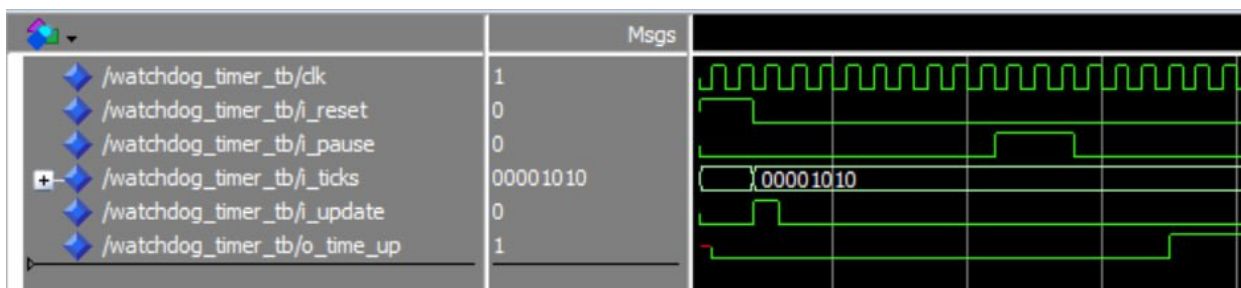 Msgs
/watchdog_timer_tb/clk 1
/watchdog_timer_tb/i_reset 0
/watchdog_timer_tb/i_pause 0
/watchdog_timer_tb/i_ticks 00001010 00001010
/watchdog_timer_tb/i_update 0
/watchdog_timer_tb/o_time_up 1